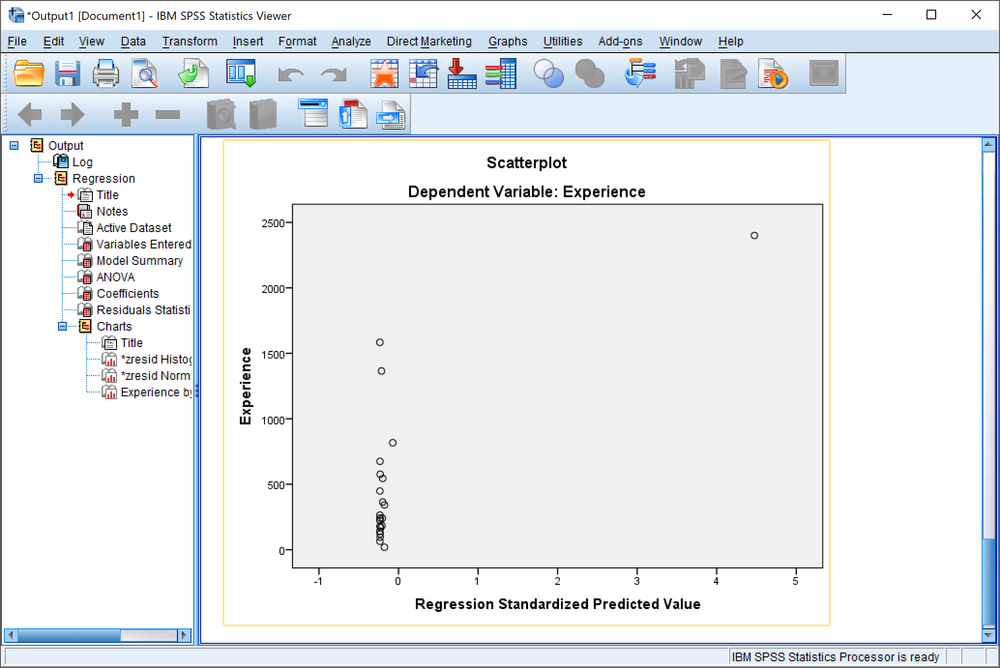 *Output1 [Document1] - IBM SPSS Statistics Viewer
File Edit View Data Transform Insert Format Analyze Direct Marketing Graphs Utilities Add-ons Window Help
Output
Log
Regression
Title
Notes
Active Dataset
Variables Entered
Model Summary
ANOVA
Coefficients
Residuals Statisti
Charts
Title
*zresid Histog
*zresid Norm
Experience by
Scatterplot
Dependent Variable: Experience
Experience
2500
2000
1500
1000
500
0
-1 0 1 2 3 4 5
Regression Standardized Predicted Value
IBM SPSS Statistics Processor is ready